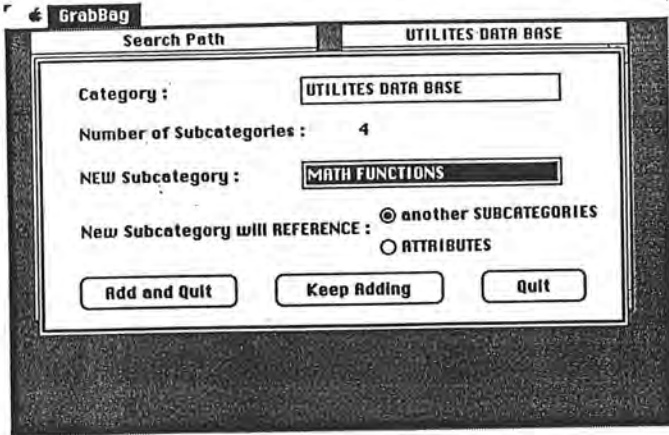 GrabBag
Search Path
UTILITES DATA BASE
Category :
UTILITES DATA BASE
Number of Subcategories :
4
NEW Subcategory :
MATH FUNCTIONS
New Subcategory will REFERENCE :
another SUBCATEGORIES
ATTRIBUTES
Add and Quit
Keep Adding
Quit